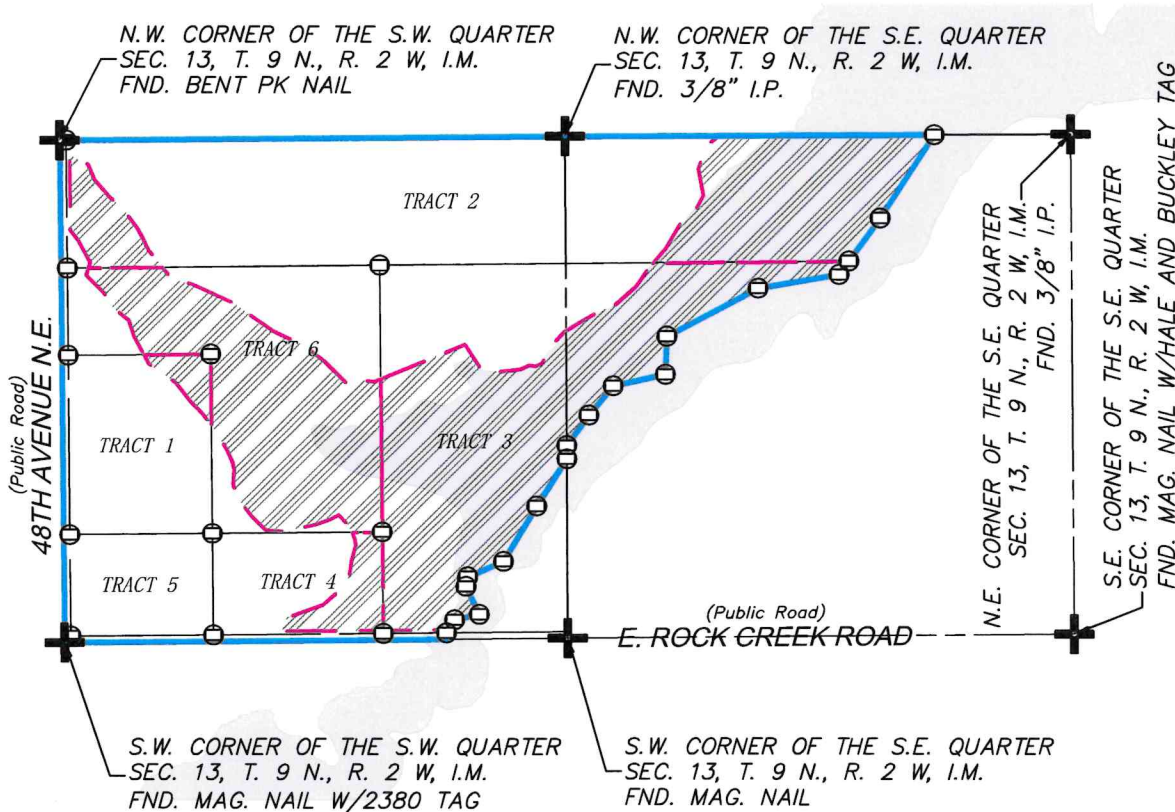 N.W. CORNER OF THE S.W. QUARTER
SEC. 13, T. 9 N., R. 2 W, I.M.
FND. BENT PK NAIL
N.W. CORNER OF THE S.E. QUARTER
SEC. 13, T. 9 N., R. 2 W, I.M.
FND. 3/8" I.P.
TRACT 2
TRACT 6
TRACT 1
TRACT 3
TRACT 5
TRACT 4
(Public Road)
48TH AVENUE N.E.
(Public Road)
E. ROCK CREEK ROAD
N.E. CORNER OF THE S.E. QUARTER
SEC. 13, T. 9 N., R. 2 W, I.M.
FND. 3/8" I.P.
S.E. CORNER OF THE S.E. QUARTER
SEC. 13, T. 9 N., R. 2 W, I.M.
FND. MAG. NAIL W/HALE AND BUCKLEY TAG
S.W. CORNER OF THE S.W. QUARTER
SEC. 13, T. 9 N., R. 2 W, I.M.
FND. MAG. NAIL W/2380 TAG
S.W. CORNER OF THE S.E. QUARTER
SEC. 13, T. 9 N., R. 2 W, I.M.
FND. MAG. NAIL